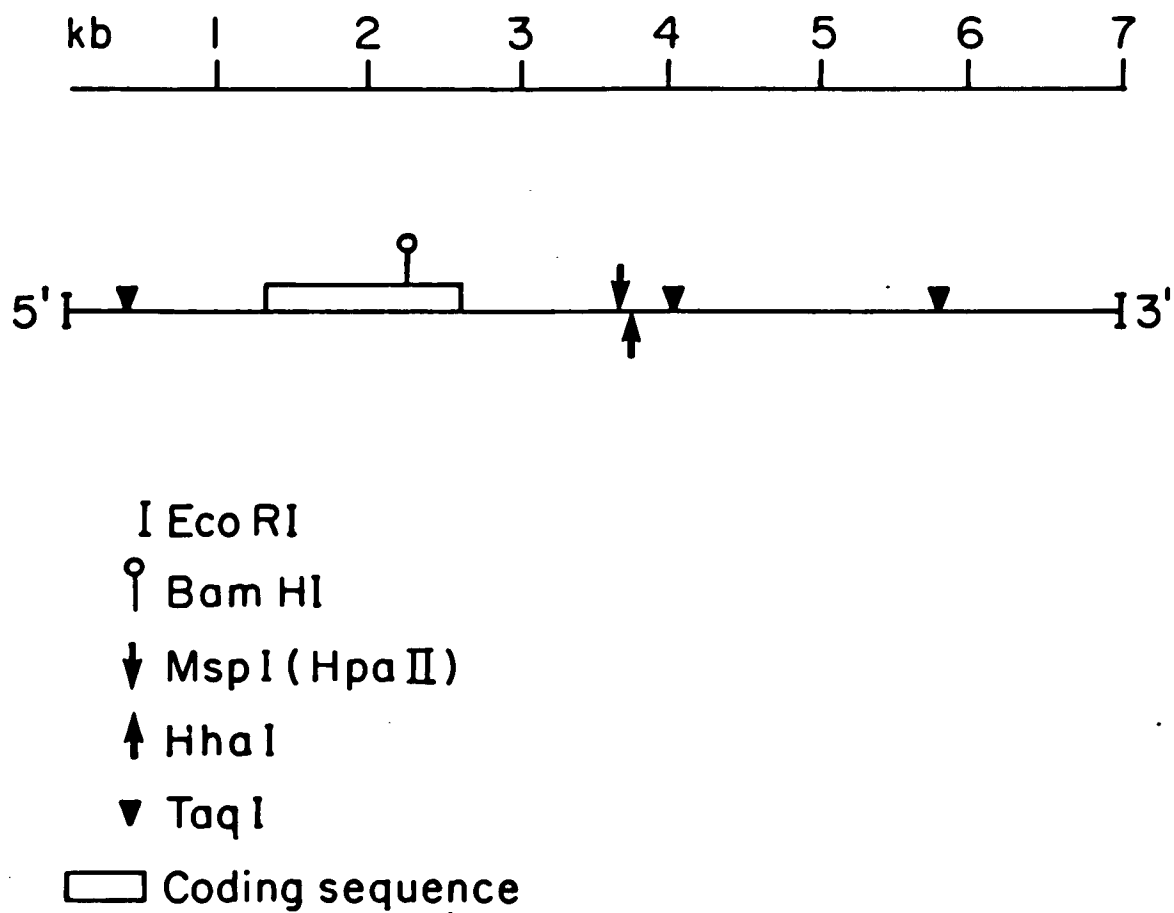 kb 1 2 3 4 5 6 7
5' 3'
Eco RI
Bam HI
Msp I (Hpa II)
Hha I
Taq I
Coding sequence